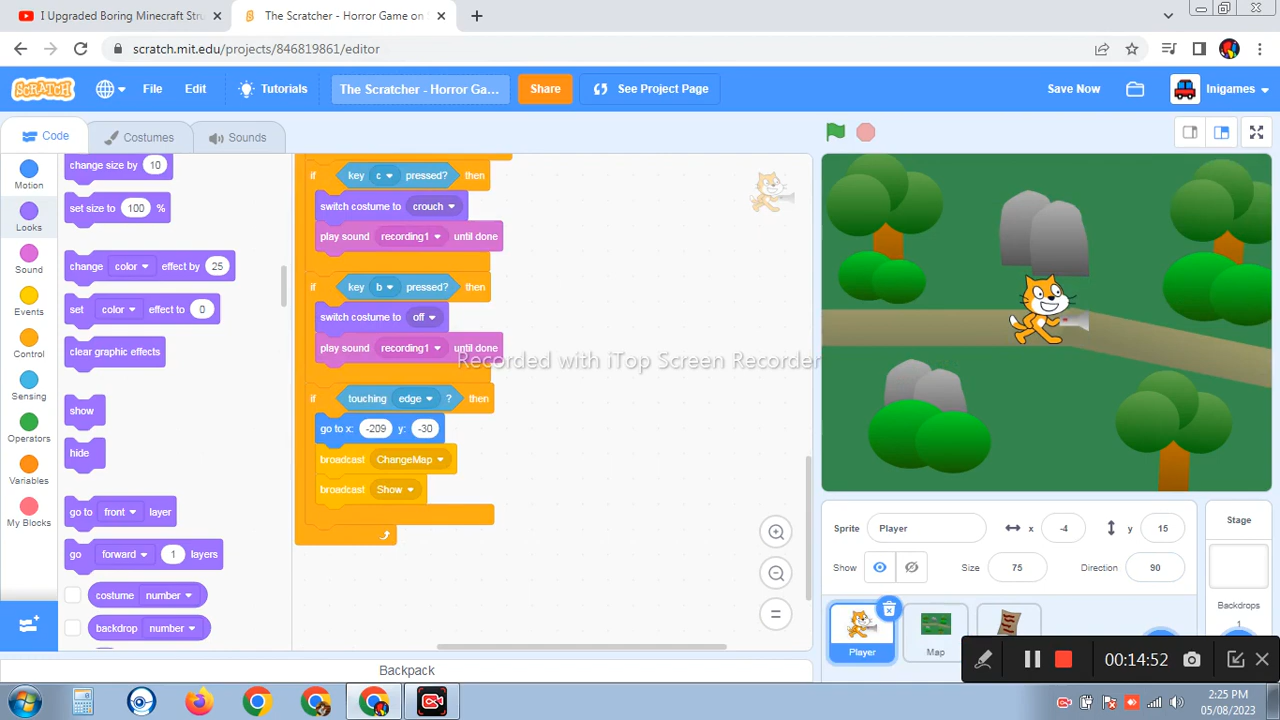 I Upgraded Boring Minecraft Stru
The Scratcher - Horror Game on S
scratch.mit.edu/projects/846819861/editor
SCRATCH
File
Edit
Tutorials
The Scratcher - Horror Ga...
Share
See Project Page
Save Now
Inigames
Code
Costumes
Sounds
Motion
Looks
Sound
Events
Control
Sensing
Operators
Variables
My Blocks
change size by 10
set size to 100 %
change color effect by 25
set color effect to 0
clear graphic effects
show
hide
go to front layer
go forward 1 layers
costume number
backdrop number
if key c pressed? then
switch costume to crouch
play sound recording1 until done
if key b pressed? then
switch costume to off
play sound recording1 until done
if touching edge ? then
go to x: -209 y: -30
broadcast ChangeMap
broadcast Show
Recorded with iTop Screen Recorder
Sprite Player x -4 y 15
Show Size 75 Direction 90
Player
Map
Stage
Backdrops
1
Backpack
00:14:52
2:25 PM
05/08/2023